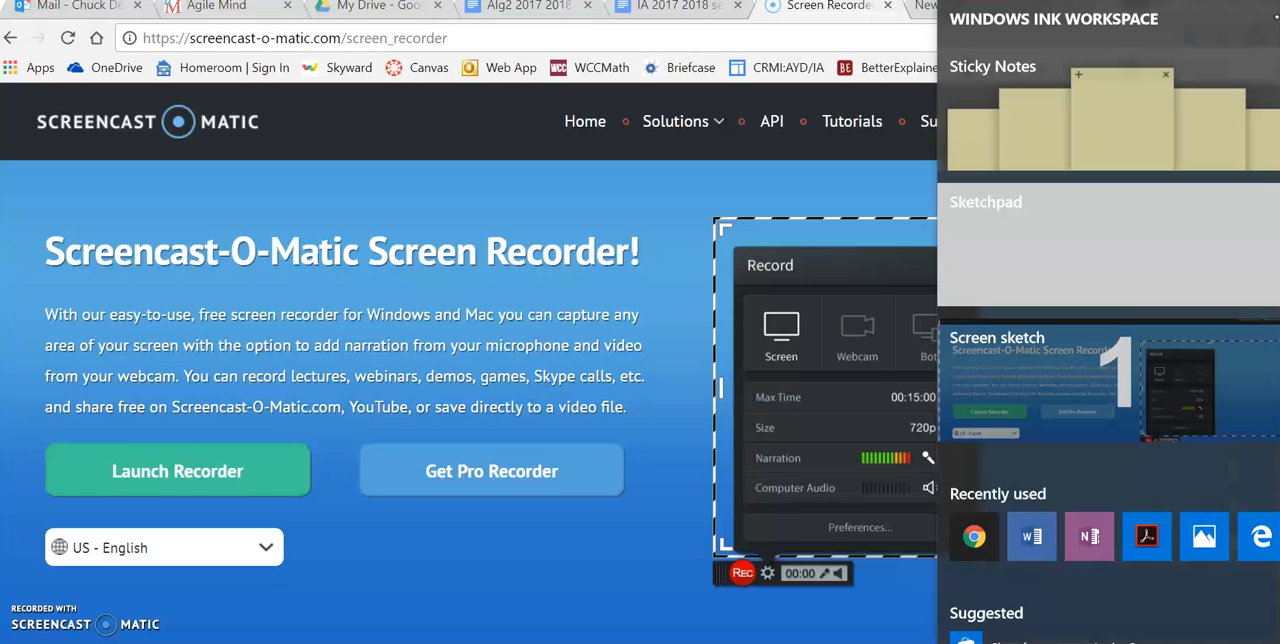 Mail - Chuck De
Agile Mind
My Drive - Goo
Alg2 2017 2018
IA 2017 2018 se
Screen Recorder
New
https://screencast-o-matic.com/screen_recorder
Apps
OneDrive
Homeroom | Sign In
Skyward
Canvas
Web App
WCCMath
Briefcase
CRMI:AYD/IA
BetterExplaine
SCREENCAST O MATIC
Home
Solutions
API
Tutorials
Su
Screencast-O-Matic Screen Recorder!
With our easy-to-use, free screen recorder for Windows and Mac you can capture any
area of your screen with the option to add narration from your microphone and video
from your webcam. You can record lectures, webinars, demos, games, Skype calls, etc.
and share free on Screencast-O-Matic.com, YouTube, or save directly to a video file.
Launch Recorder
Get Pro Recorder
US - English
Record
Screen
Webcam
Bot
Max Time 00:15:00
Size 720p
Narration
Computer Audio
Preferences...
REC 00:00
RECORDED WITH
SCREENCAST O MATIC
WINDOWS INK WORKSPACE
Sticky Notes
Sketchpad
Screen sketch
1
Recently used
Suggested